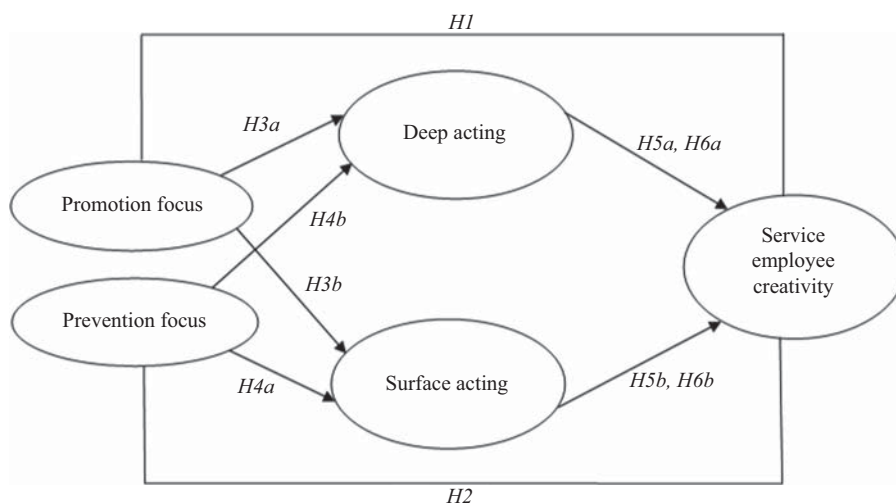 H1
H3a
Deep acting
H5a, H6a
Promotion focus
H4b
Service
employee
creativity
H3b
Prevention focus
H4a
Surface acting
H5b, H6b
H2